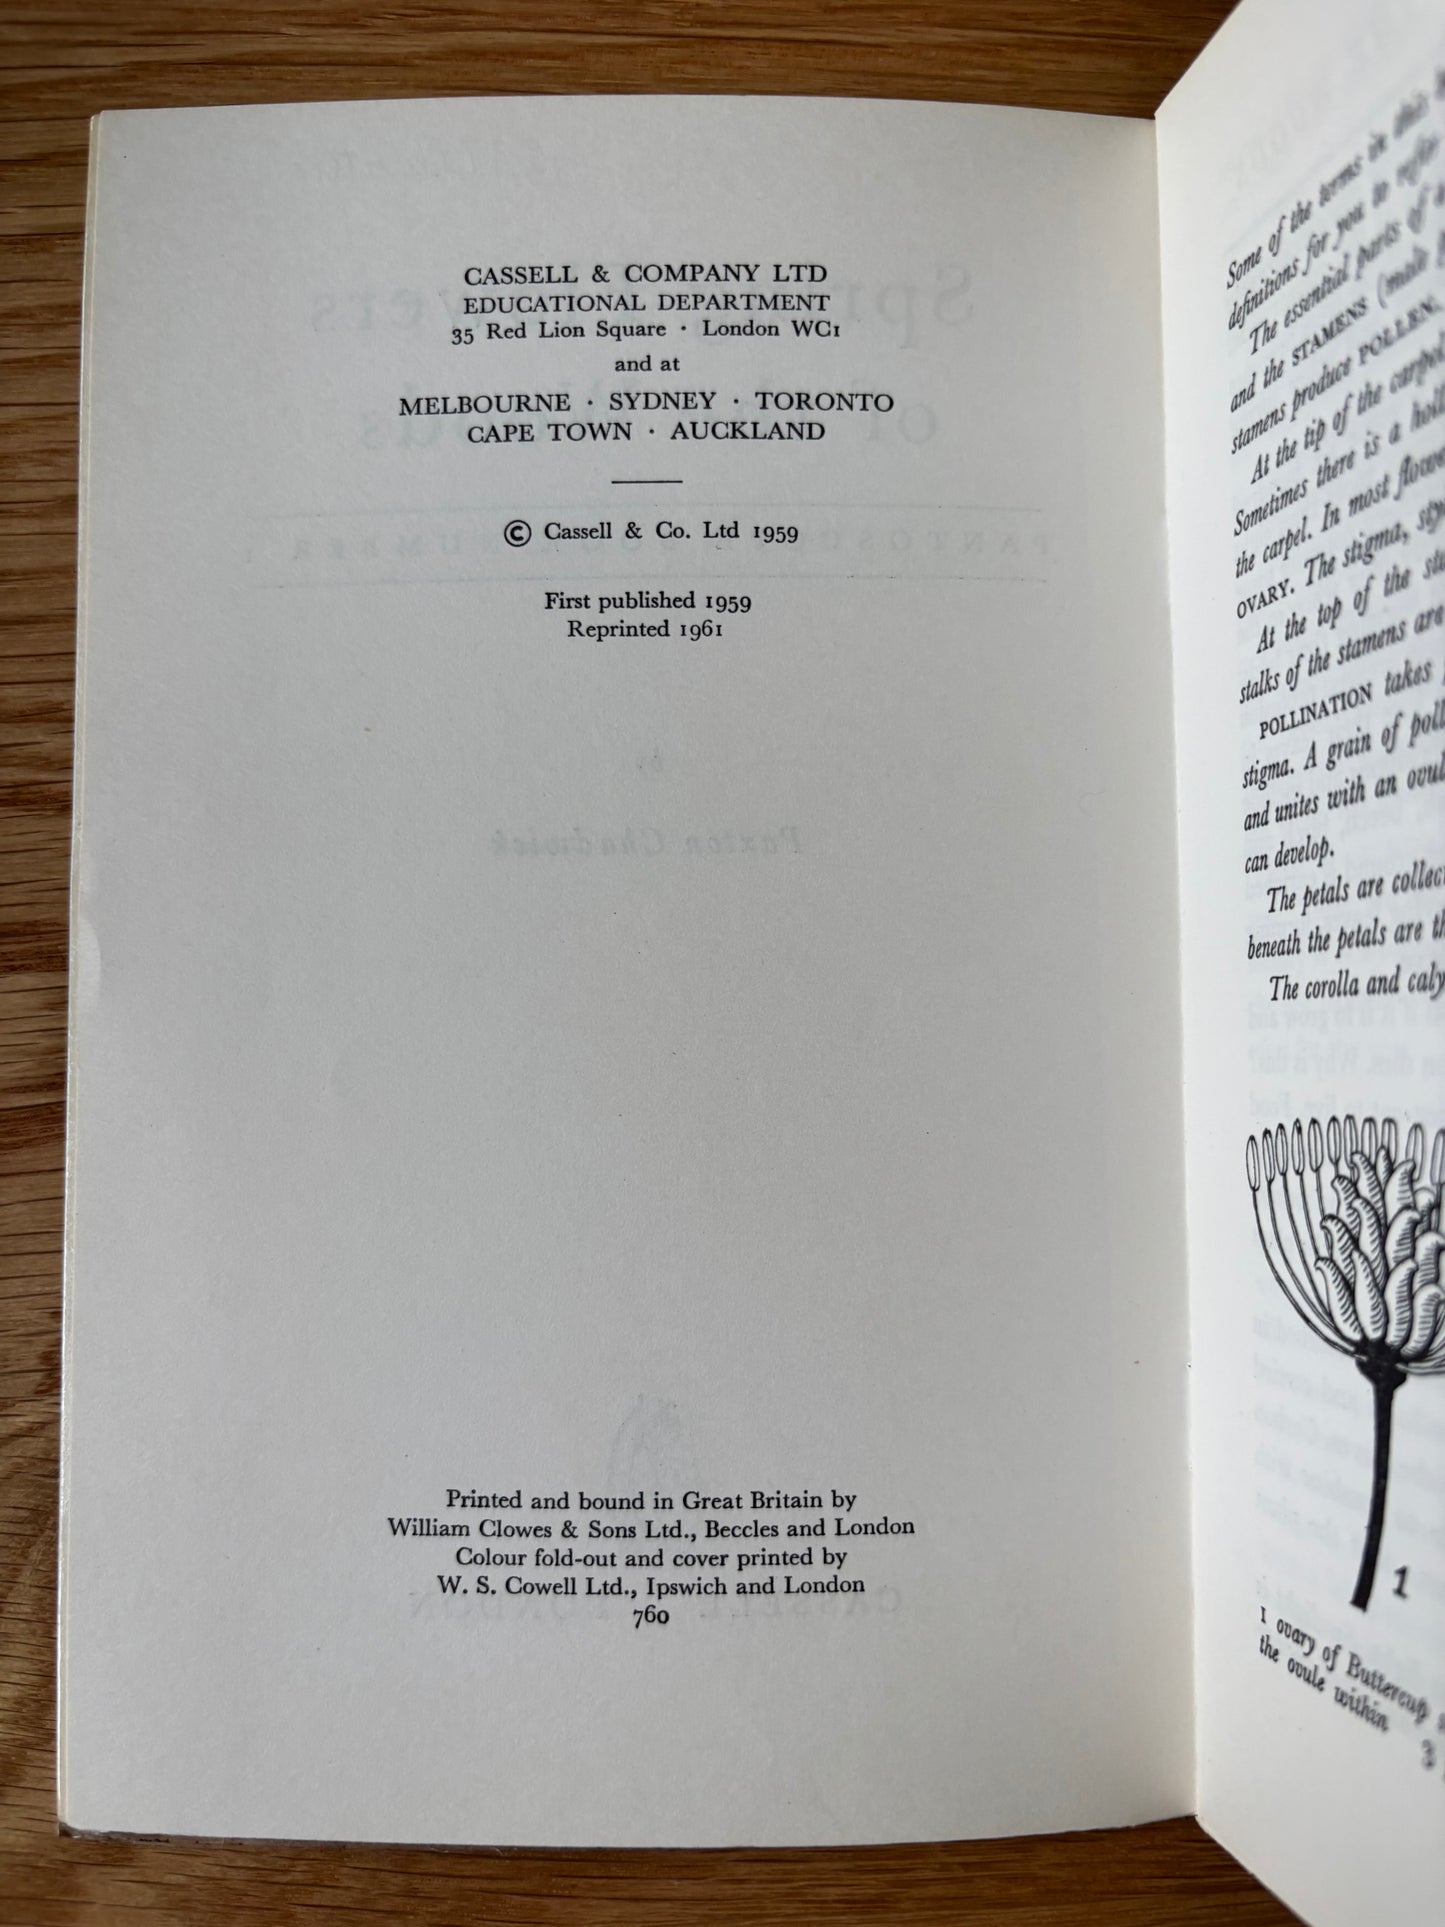 CASSELL & COMPANY LTD
EDUCATIONAL DEPARTMENT
35 Red Lion Square · London WC1
and at
MELBOURNE · SYDNEY · TORONTO
CAPE TOWN · AUCKLAND
© Cassell & Co. Ltd 1959
First published 1959
Reprinted 1961
Printed and bound in Great Britain by
William Clowes & Sons Ltd., Beccles and London
Colour fold-out and cover printed by
W. S. Cowell Ltd., Ipswich and London
760
Some of the terms in this
definitions for you to refer
The essential parts of a
and the STAMENS (male
stamens produce POLLEN.
At the tip of the carpel
Sometimes there is a
the carpel. In most
OVARY. The stigma,
At the top of the
stalks of the stamens are
POLLINATION takes
stigma. A grain of
and unites with an
can develop.
The petals are
beneath the petals are
The corolla and
1
1 ovary of Buttercup
the ovule within.
3